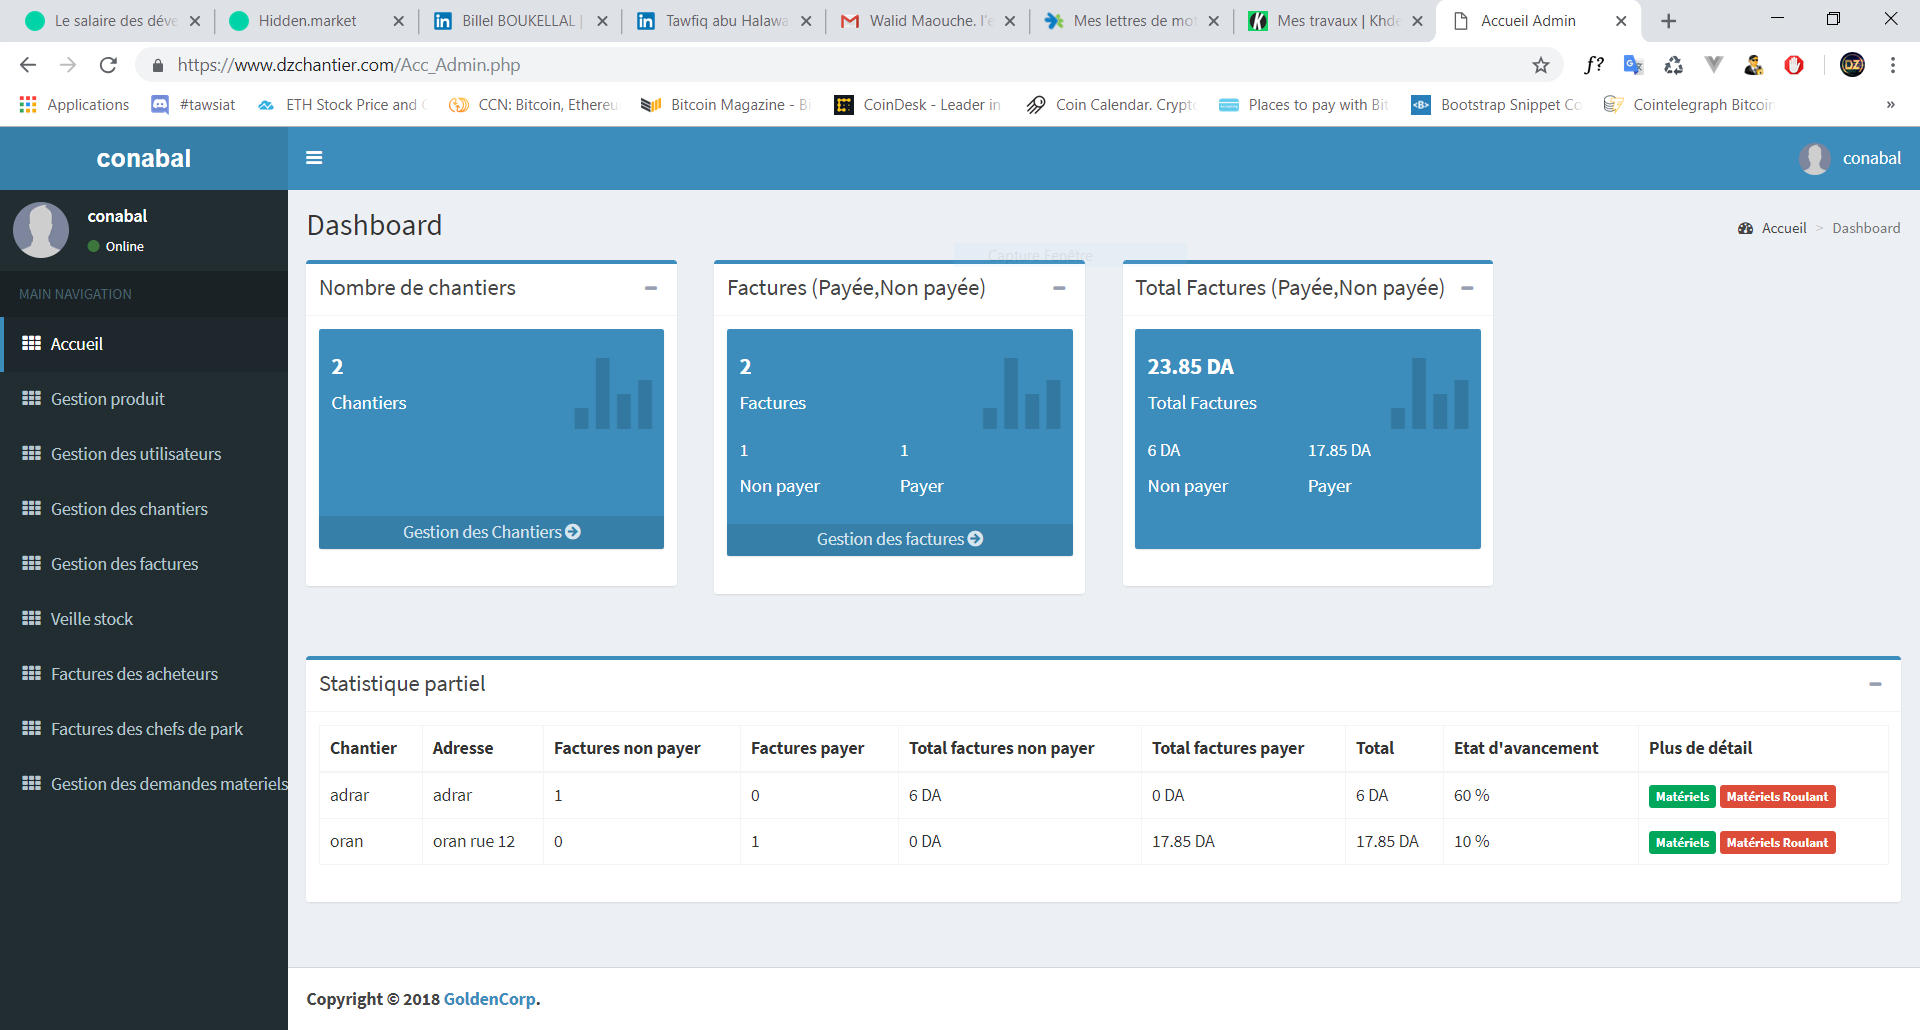 Le salaire des déve
Hidden.market
Billel BOUKELLAL |
Tawfiq abu Halawa
Walid Maouche. l'e
Mes lettres de mot
Mes travaux | Khde
Accueil Admin
https://www.dzchantier.com/Acc_Admin.php
Applications
#tawsiat
ETH Stock Price and
CCN: Bitcoin, Ethereu
Bitcoin Magazine - Bi
CoinDesk - Leader in
Coin Calendar. Crypto
Places to pay with Bit
Bootstrap Snippet Co
Cointelegraph Bitcoin
»
conabal
conabal
conabal
Online
MAIN NAVIGATION
Accueil
Gestion produit
Gestion des utilisateurs
Gestion des chantiers
Gestion des factures
Veille stock
Factures des acheteurs
Factures des chefs de park
Gestion des demandes materiels
Dashboard
Accueil > Dashboard
Capture Fenêtre
Nombre de chantiers
2
Chantiers
Gestion des Chantiers
Factures (Payée,Non payée)
2
Factures
1 1
Non payer Payer
Gestion des factures
Total Factures (Payée,Non payée)
23.85 DA
Total Factures
6 DA 17.85 DA
Non payer Payer
Statistique partiel
Chantier Adresse Factures non payer Factures payer Total factures non payer Total factures payer Total Etat d'avancement Plus de détail
adrar adrar 1 0 6 DA 0 DA 6 DA 60 % Matériels Matériels Roulant
oran oran rue 12 0 1 0 DA 17.85 DA 17.85 DA 10 % Matériels Matériels Roulant
Copyright © 2018 GoldenCorp.